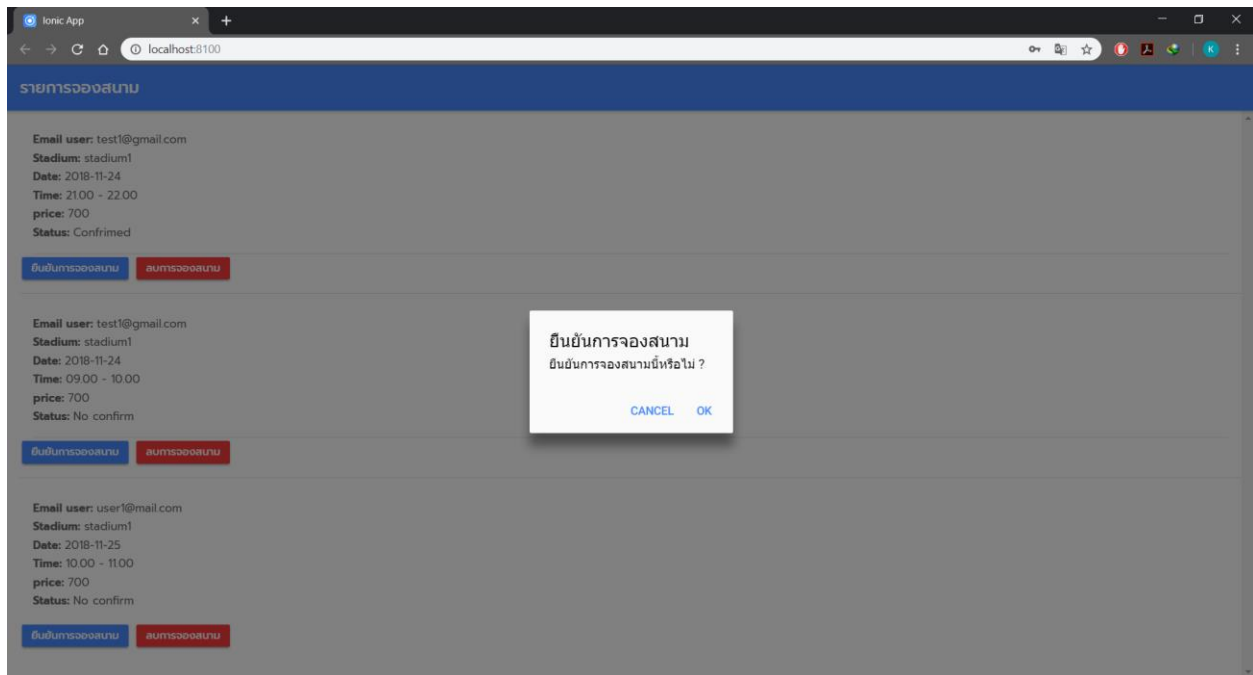 Ionic App
localhost:8100
K
รายการจองสนาม
Email user: test1@gmail.com
Stadium: stadium1
Date: 2018-11-24
Time: 21.00 - 22.00
price: 700
Status: Confrimed
ยืนยันการจองสนาม ลบการจองสนาม
Email user: test1@gmail.com
Stadium: stadium1
Date: 2018-11-24
Time: 09.00 - 10.00
price: 700
Status: No confirm
ยืนยันการจองสนาม ลบการจองสนาม
ยืนยันการจองสนาม
ยืนยันการจองสนามนี้หรือไม่ ?
CANCEL OK
Email user: user1@mail.com
Stadium: stadium1
Date: 2018-11-25
Time: 10.00 - 11.00
price: 700
Status: No confirm
ยืนยันการจองสนาม ลบการจองสนาม